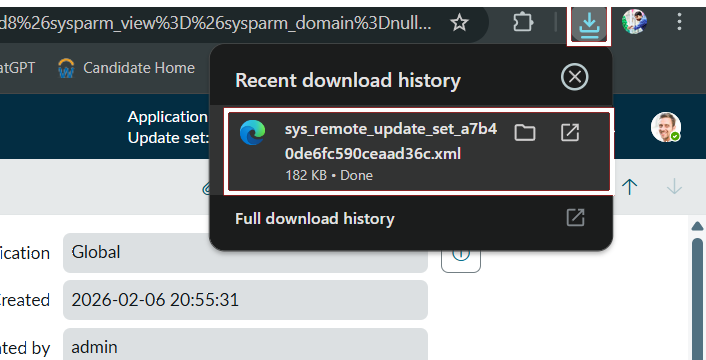 d8%26sysparm_view%3D%26sysparm_domain%3Dnull...
atGPT
Candidate Home
Recent download history
Application
Update set:
sys_remote_update_set_a7b4
0de6fc590ceaad36c.xml
182 KB • Done
Full download history
ication
Global
Created
2026-02-06 20:55:31
ted by
admin